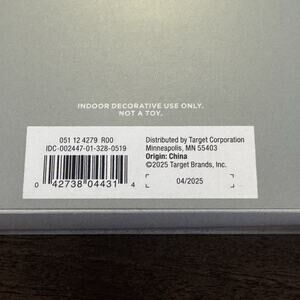 INDOOR DECORATIVE USE ONLY.
NOT A TOY.
051 12 4279 R00
IDC-002447-01-328-0519
0 42738 04431 4
Distributed by Target Corporation
Minneapolis, MN 55403
Origin: China
©2025 Target Brands, Inc.
04/2025